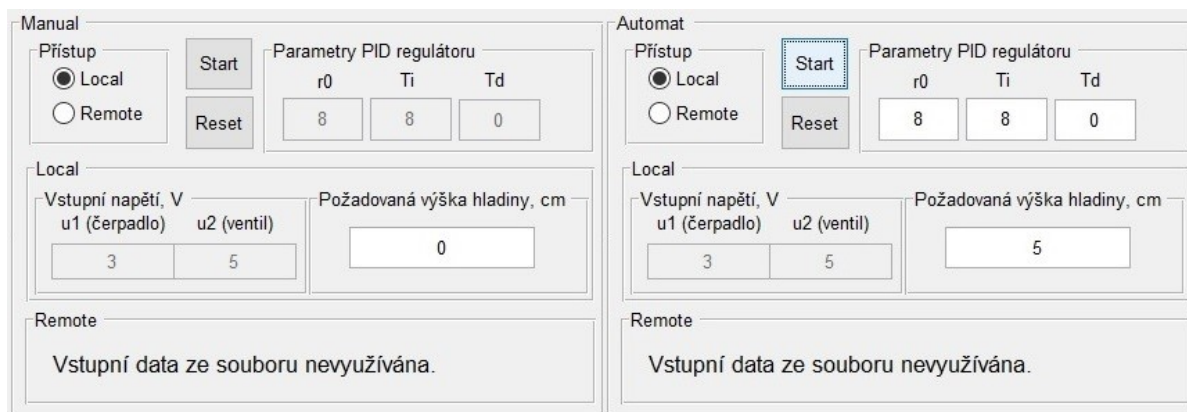 Manual
Přístup
Local
Remote
Start
Reset
Parametry PID regulátoru
r0 Ti Td
8 8 0
Local
Vstupní napětí, V
u1 (čerpadlo) u2 (ventil)
3 5
Požadovaná výška hladiny, cm
0
Remote
Vstupní data ze souboru nevyužívána.
Automat
Přístup
Local
Remote
Start
Reset
Parametry PID regulátoru
r0 Ti Td
8 8 0
Local
Vstupní napětí, V
u1 (čerpadlo) u2 (ventil)
3 5
Požadovaná výška hladiny, cm
5
Remote
Vstupní data ze souboru nevyužívána.